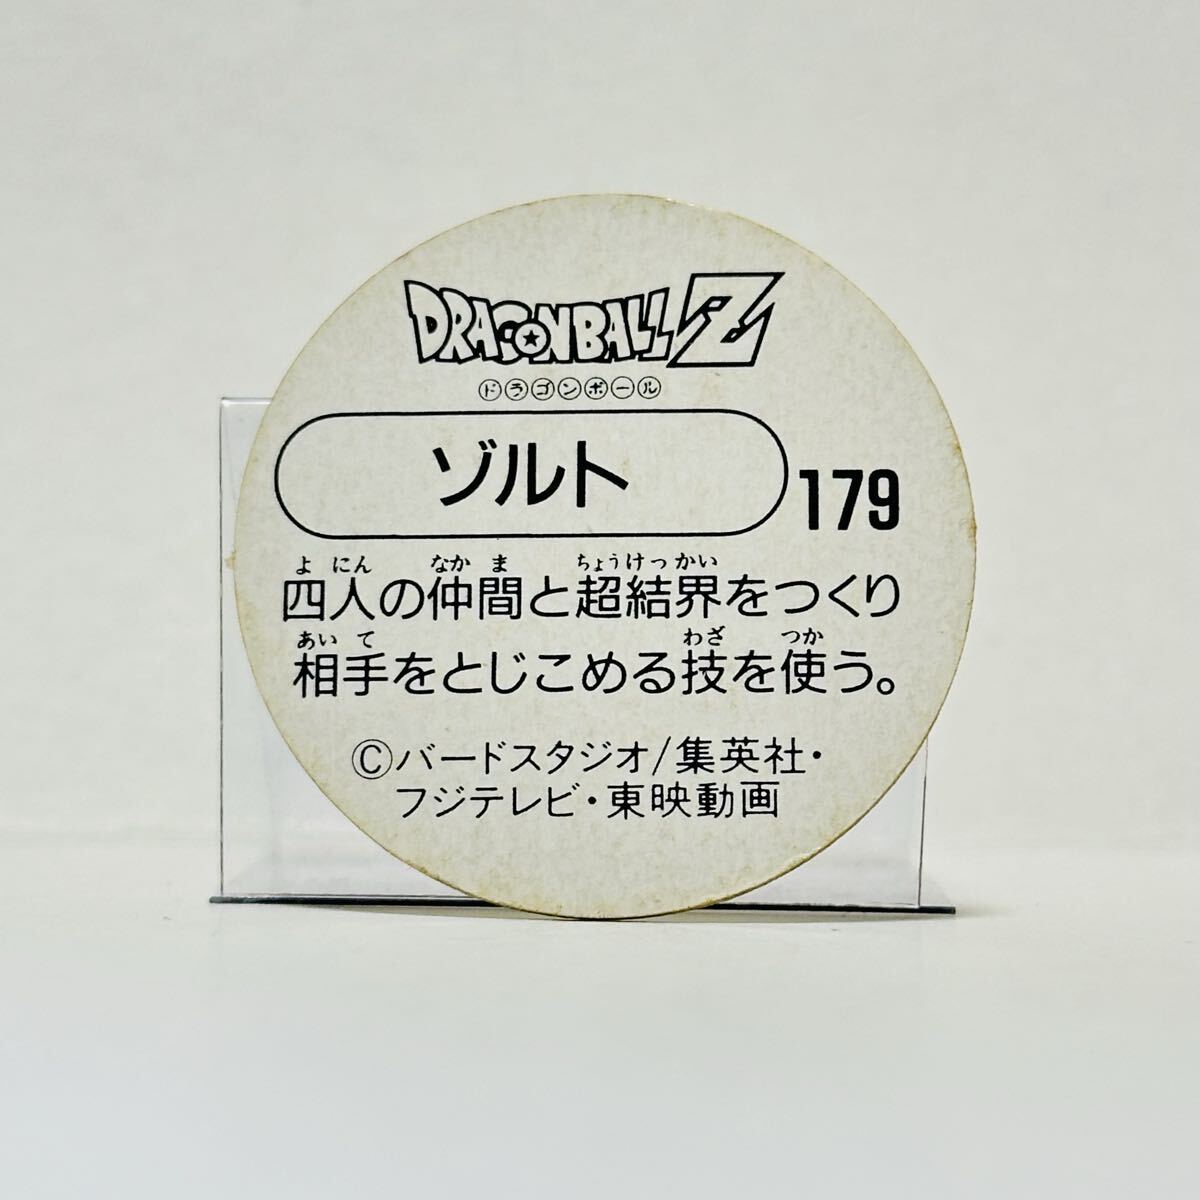 DRAGONBALL Z
ドラゴンボール
ゾルト
179
よ にん なか ま ちょうけっかい
四人の仲間と超結界をつくり
あい て わざ つか
相手をとじこめる技を使う。
Ⓒバードスタジオ/集英社・
フジテレビ・東映動画